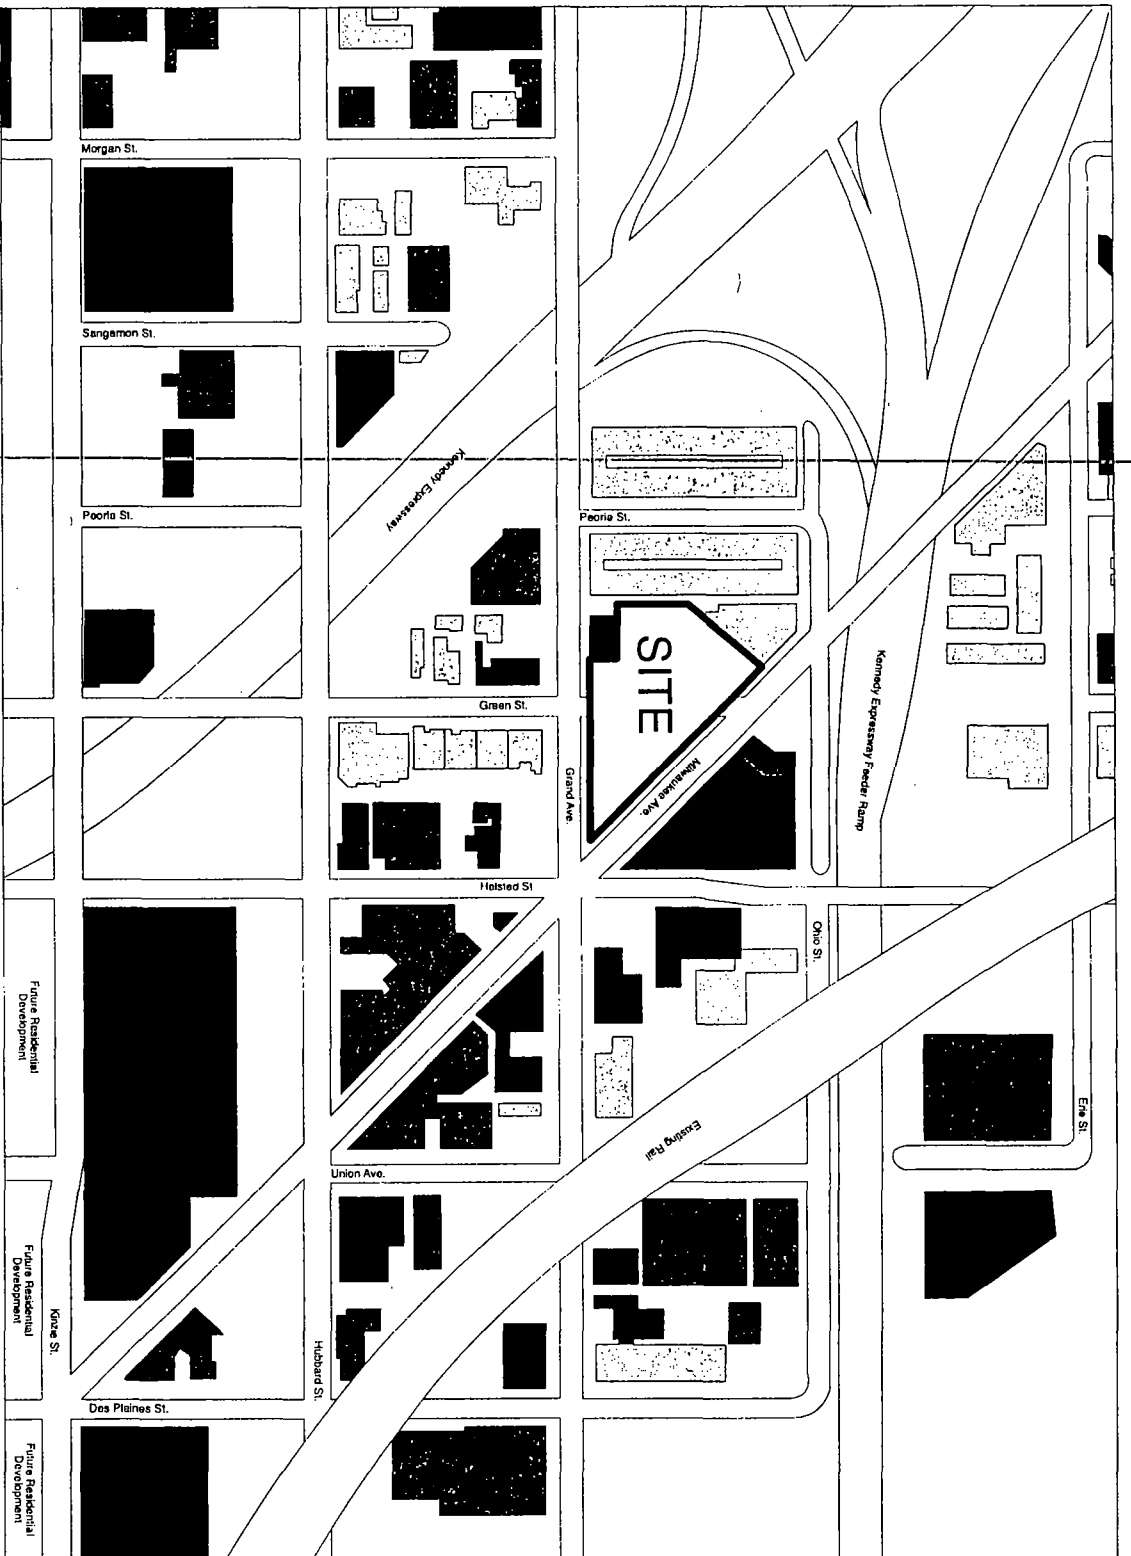 Morgan St.
Sangamon St.
Kennedy Expressway
Peoria St.
Peoria St.
SITE
Kennedy Expressway Feeder Ramp
Green St.
Grand Ave.
Milwaukee Ave.
Halsted St
Ohio St.
Future Residential
Development
Existing Rail
Erie St.
Union Ave.
Future Residential
Development
Kinzie St.
Hubbard St.
Des Plaines St.
Future Residential
Development